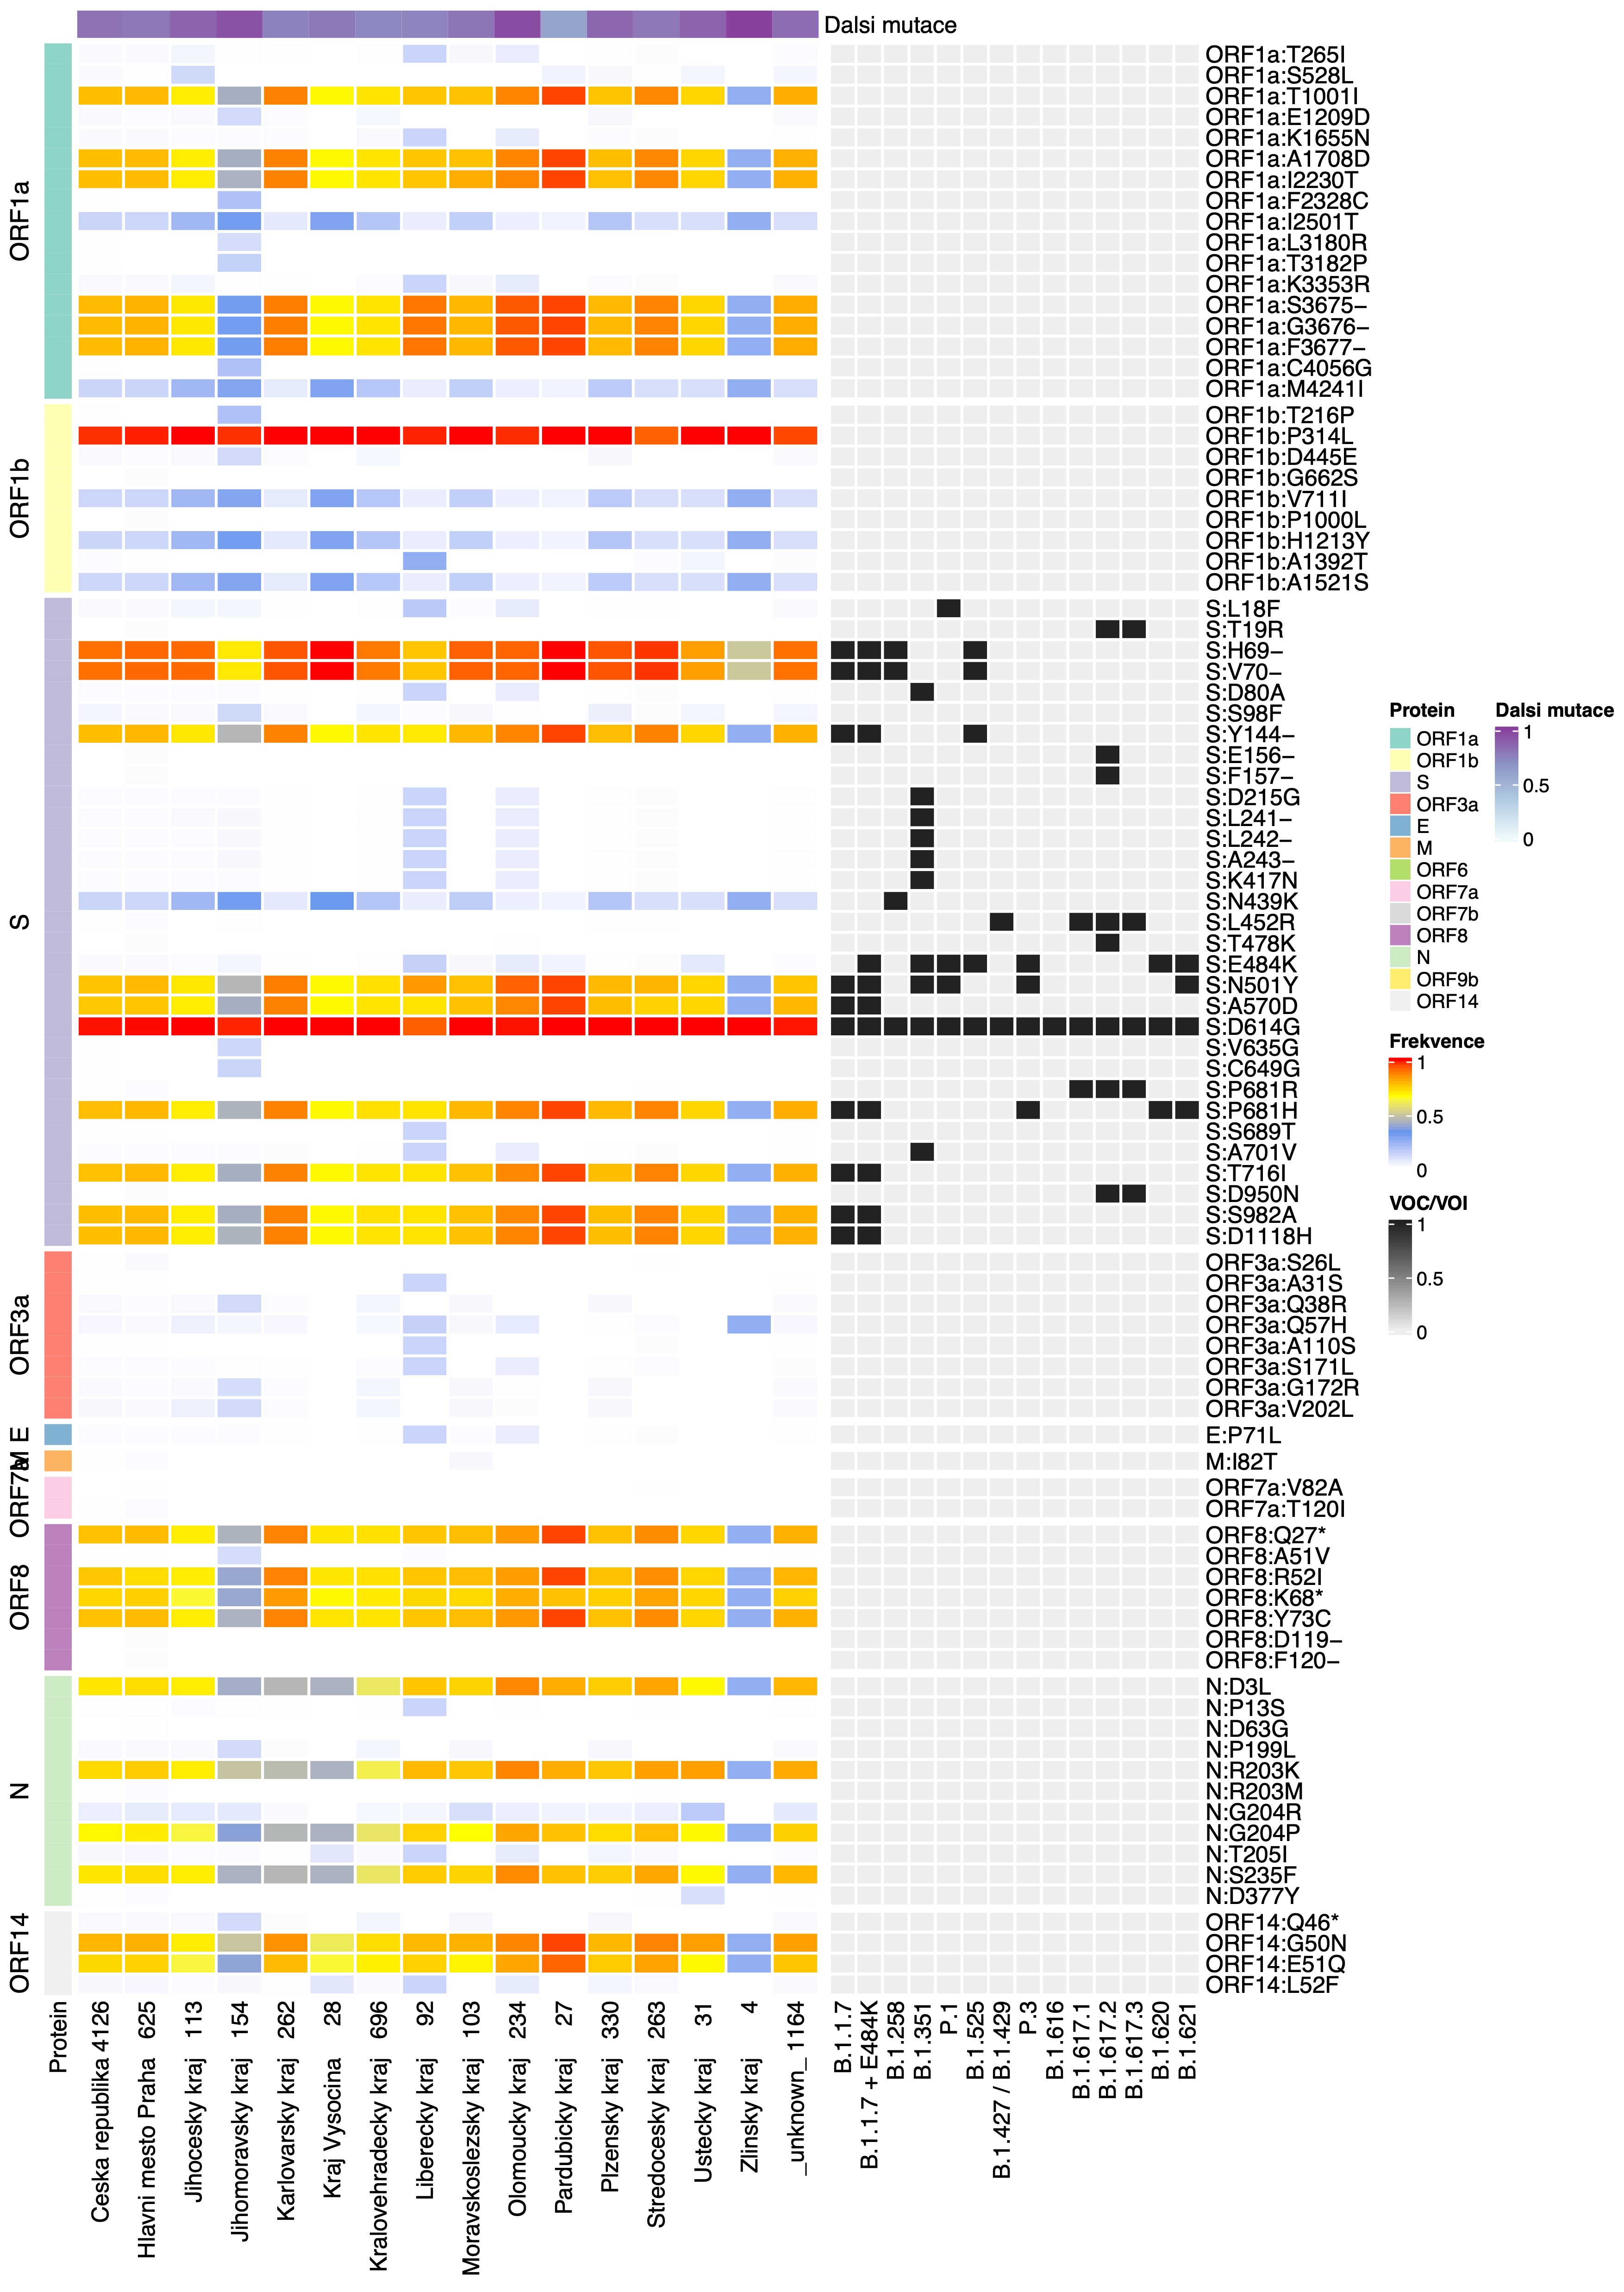 Dalsi mutace
ORF1a
ORF1a:T265I
ORF1a:S528L
ORF1a:T1001I
ORF1a:E1209D
ORF1a:K1655N
ORF1a:A1708D
ORF1a:I2230T
ORF1a:F2328C
ORF1a:I2501T
ORF1a:L3180R
ORF1a:T3182P
ORF1a:K3353R
ORF1a:S3675−
ORF1a:G3676−
ORF1a:F3677−
ORF1a:C4056G
ORF1a:M4241I
ORF1b
ORF1b:T216P
ORF1b:P314L
ORF1b:D445E
ORF1b:G662S
ORF1b:V711I
ORF1b:P1000L
ORF1b:H1213Y
ORF1b:A1392T
ORF1b:A1521S
S
S:L18F
S:T19R
S:H69−
S:V70−
S:D80A
S:S98F
S:Y144−
S:E156−
S:F157−
S:D215G
S:L241−
S:L242−
S:A243−
S:K417N
S:N439K
S:L452R
S:T478K
S:E484K
S:N501Y
S:A570D
S:D614G
S:V635G
S:C649G
S:P681R
S:P681H
S:S689T
S:A701V
S:T716I
S:D950N
S:S982A
S:D1118H
ORF3a
ORF3a:S26L
ORF3a:A31S
ORF3a:Q38R
ORF3a:Q57H
ORF3a:A110S
ORF3a:S171L
ORF3a:G172R
ORF3a:V202L
E
E:P71L
M
M:I82T
ORF7a
ORF7a:V82A
ORF7a:T120I
ORF8
ORF8:Q27*
ORF8:A51V
ORF8:R52I
ORF8:K68*
ORF8:Y73C
ORF8:D119−
ORF8:F120−
N
N:D3L
N:P13S
N:D63G
N:P199L
N:R203K
N:R203M
N:G204R
N:G204P
N:T205I
N:S235F
N:D377Y
ORF14
ORF14:Q46*
ORF14:G50N
ORF14:E51Q
ORF14:L52F
Protein
Ceska republika 4126
Hlavni mesto Praha 625
Jihocesky kraj 113
Jihomoravsky kraj 154
Karlovarsky kraj 262
Kraj Vysocina 28
Kralovehradecky kraj 696
Liberecky kraj 92
Moravskoslezsky kraj 103
Olomoucky kraj 234
Pardubicky kraj 27
Plzensky kraj 330
Stredocesky kraj 263
Ustecky kraj 31
Zlinsky kraj 4
_unknown_ 1164
B.1.1.7
B.1.1.7 + E484K
B.1.258
B.1.351
P.1
B.1.525
B.1.427 / B.1.429
P.3
B.1.616
B.1.617.1
B.1.617.2
B.1.617.3
B.1.620
B.1.621
Protein
ORF1a
ORF1b
S
ORF3a
E
M
ORF6
ORF7a
ORF7b
ORF8
N
ORF9b
ORF14
Dalsi mutace
1
0.5
0
Frekvence
1
0.5
0
VOC/VOI
1
0.5
0